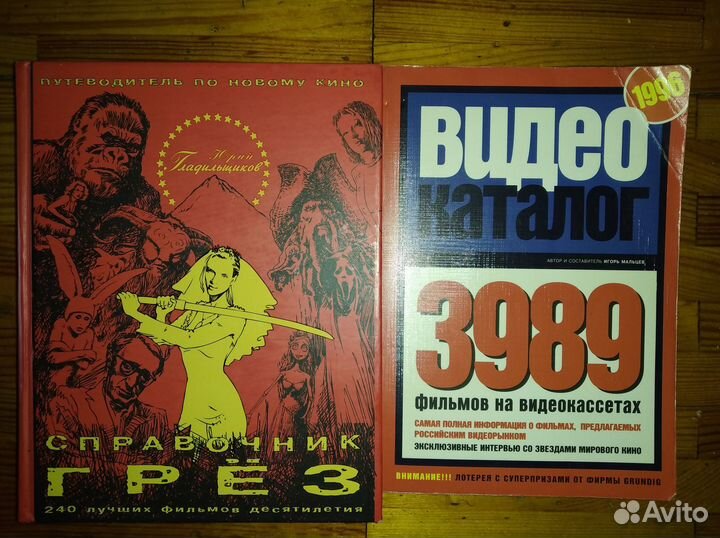 ПУТЕВОДИТЕЛЬ ПО НОВОМУ КИНО
Юрий
Гладильщиков
СПРАВОЧНИК
ГРЁЗ
240 лучших фильмов десятилетия
1996
ВИДЕО
КАТАЛОГ
АВТОР И СОСТАВИТЕЛЬ ИГОРЬ МАЛЬЦЕВ
3989
ФИЛЬМОВ НА ВИДЕОКАССЕТАХ
САМАЯ ПОЛНАЯ ИНФОРМАЦИЯ О ФИЛЬМАХ, ПРЕДЛАГАЕМЫХ
РОССИЙСКИМ ВИДЕОРЫНКОМ
ЭКСКЛЮЗИВНЫЕ ИНТЕРВЬЮ СО ЗВЕЗДАМИ МИРОВОГО КИНО
ВНИМАНИЕ!!! ЛОТЕРЕЯ С СУПЕРПРИЗАМИ ОТ ФИРМЫ GRUNDIG
Avito